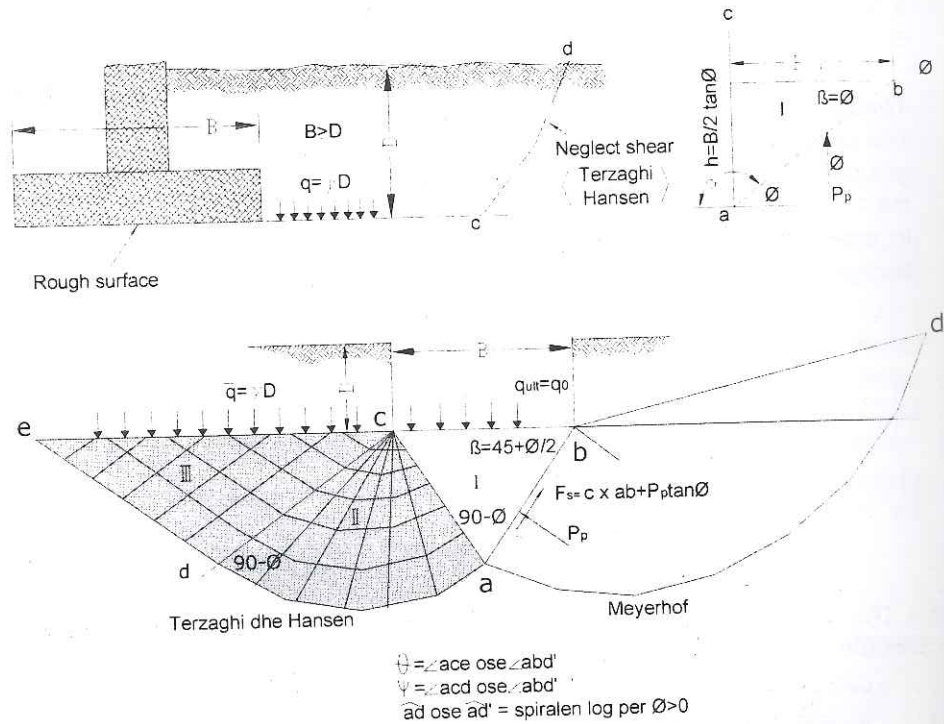 d
B
B>D
D
q=γD
Neglect shear
Terzaghi
Hansen
c
Rough surface
c
b
Ø
I
ß=Ø
h=B/2 tanØ
Ø
Pp
a
Ø
B
D
q̅=γD
qult=q0
d
e
c
ß=45+Ø/2
b
III
II
I
Fs=c x ab+PptanØ
90-Ø
Pp
90-Ø
d
a
Terzaghi dhe Hansen
Meyerhof
θ=∠ace ose∠abd'
Ψ=∠acd ose∠abd'
ad ose ad' = spiralen log per Ø>0